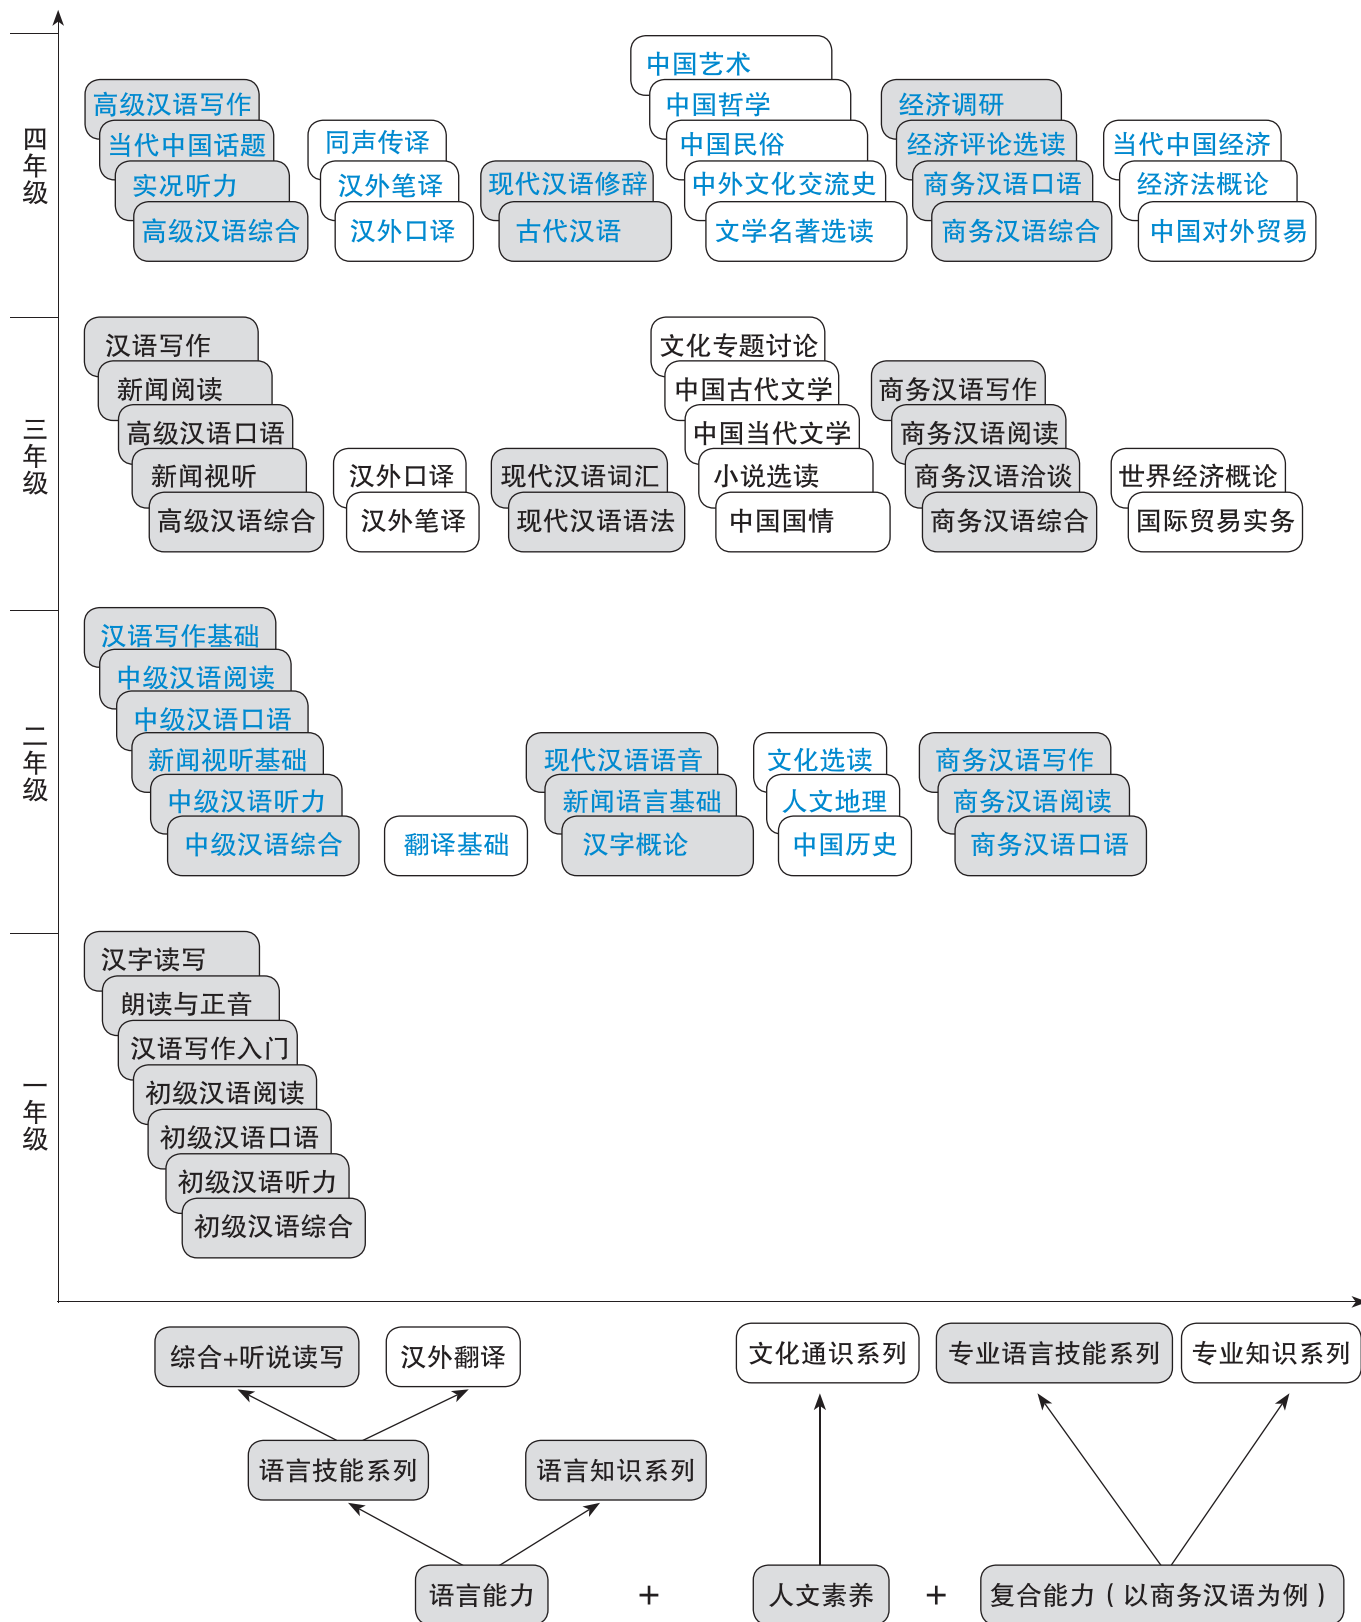 四年级
高级汉语写作
当代中国话题
实况听力
高级汉语综合
同声传译
汉外笔译
汉外口译
现代汉语修辞
古代汉语
中国艺术
中国哲学
中国民俗
中外文化交流史
文学名著选读
经济调研
经济评论选读
商务汉语口语
商务汉语综合
当代中国经济
经济法概论
中国对外贸易
三年级
汉语写作
新闻阅读
高级汉语口语
新闻视听
高级汉语综合
汉外口译
汉外笔译
现代汉语词汇
现代汉语语法
文化专题讨论
中国古代文学
中国当代文学
小说选读
中国国情
商务汉语写作
商务汉语阅读
商务汉语洽谈
商务汉语综合
世界经济概论
国际贸易实务
二年级
汉语写作基础
中级汉语阅读
中级汉语口语
新闻视听基础
中级汉语听力
中级汉语综合
翻译基础
现代汉语语音
新闻语言基础
汉字概论
文化选读
人文地理
中国历史
商务汉语写作
商务汉语阅读
商务汉语口语
一年级
汉字读写
朗读与正音
汉语写作入门
初级汉语阅读
初级汉语口语
初级汉语听力
初级汉语综合
综合+听说读写
汉外翻译
文化通识系列
专业语言技能系列
专业知识系列
语言技能系列
语言知识系列
语言能力
+
人文素养
+
复合能力（以商务汉语为例）